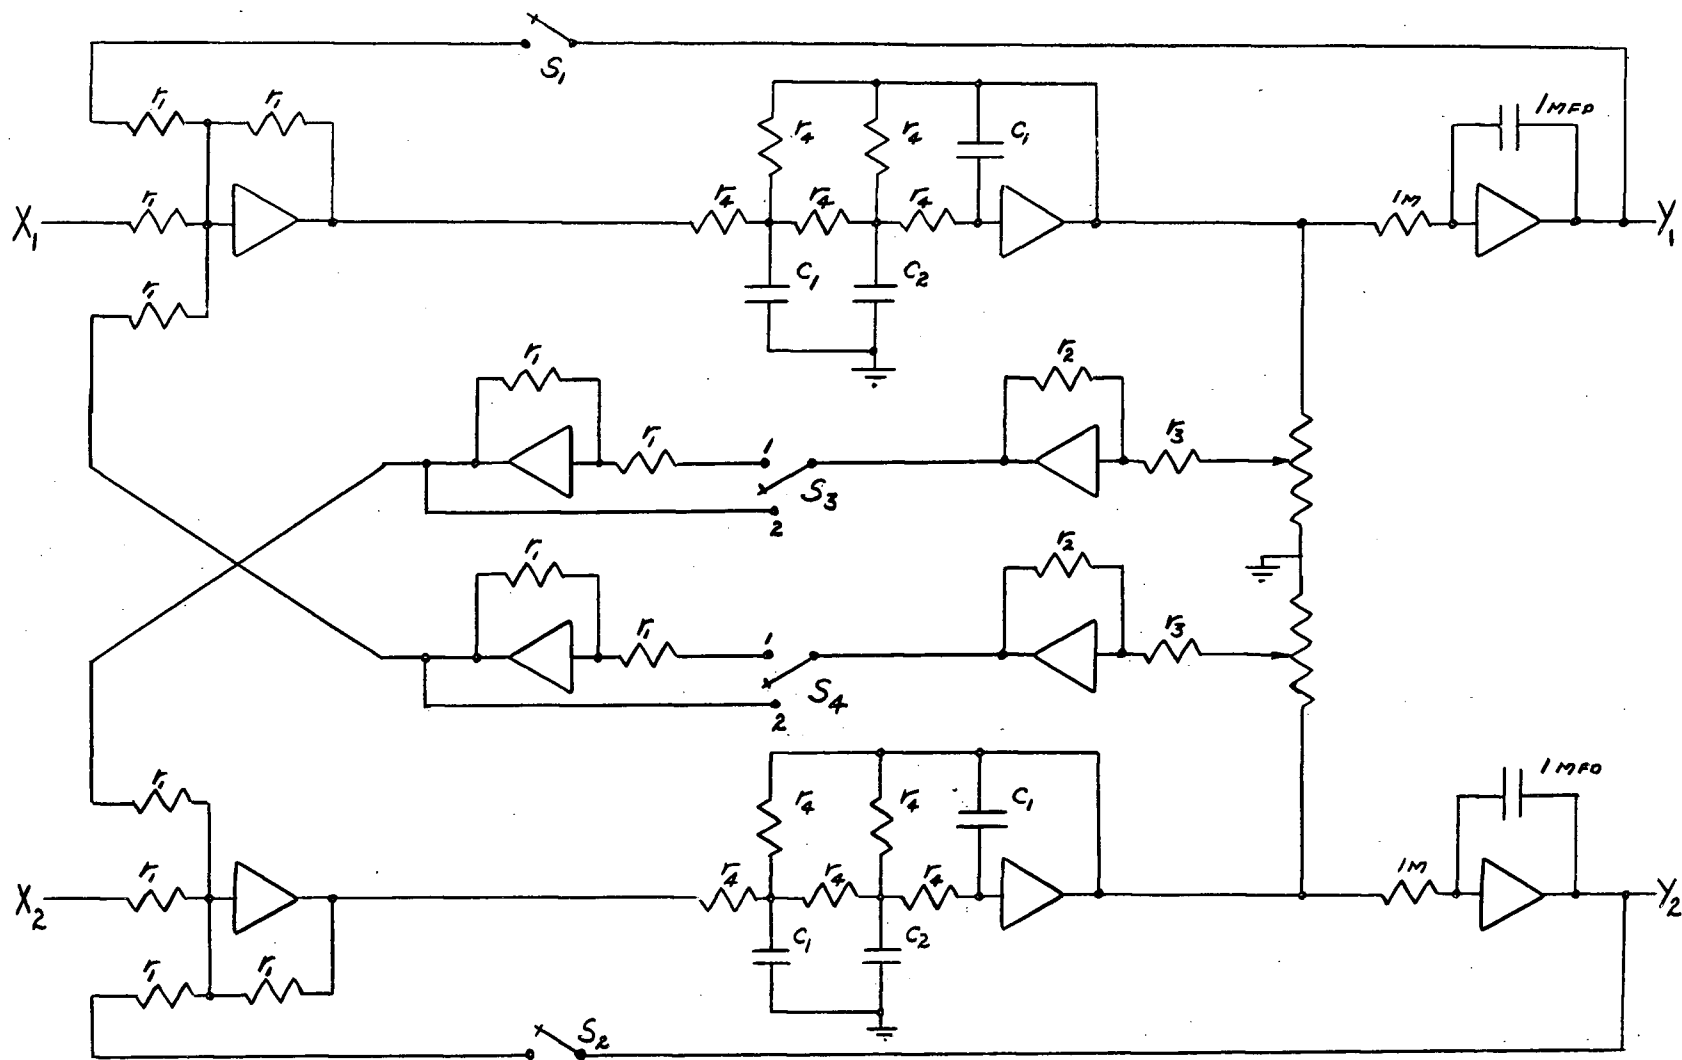 S₁
r₁ r₁ r₄ r₄ C₁ 1MFD
X₁ r₁ r₄ r₄ r₄ 1M Y₁
r₁ C₁ C₂
r₁ r₂
r₁ 1 S₃ r₃
2
r₁ r₂
r₁ 1 S₄ r₃
2
r₁ r₄ r₄ C₁ 1MFD
X₂ r₁ r₄ r₄ r₄ 1M Y₂
r₁ r₁ C₁ C₂
S₂